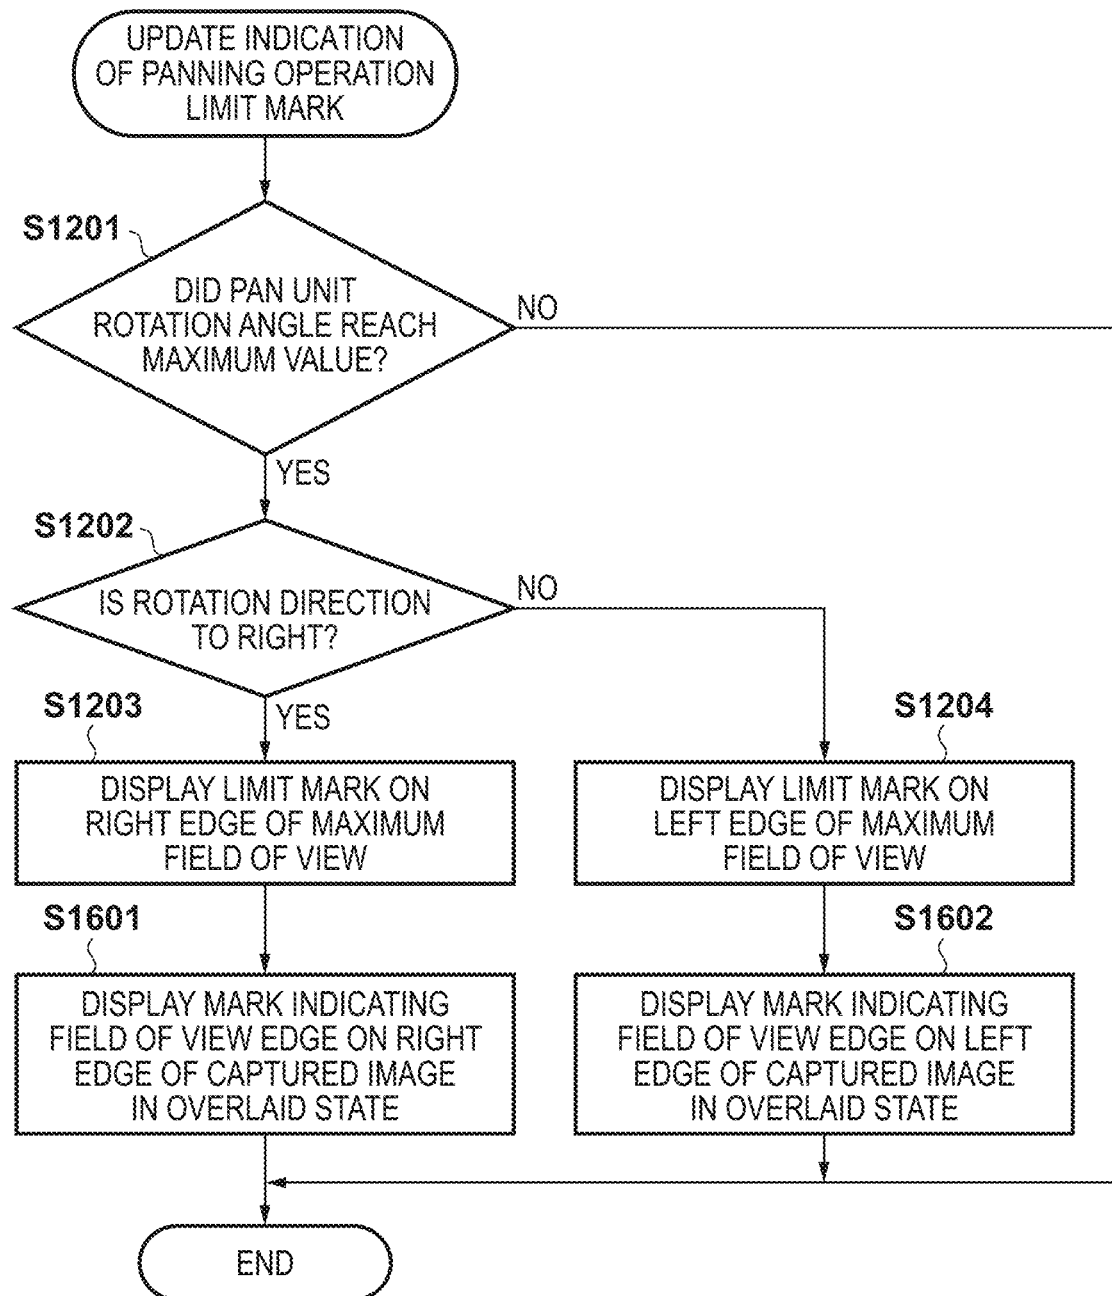 UPDATE INDICATION
OF PANNING OPERATION
LIMIT MARK
S1201
DID PAN UNIT
ROTATION ANGLE REACH
MAXIMUM VALUE?
NO
YES
S1202
IS ROTATION DIRECTION
TO RIGHT?
NO
YES
S1203
DISPLAY LIMIT MARK ON
RIGHT EDGE OF MAXIMUM
FIELD OF VIEW
S1204
DISPLAY LIMIT MARK ON
LEFT EDGE OF MAXIMUM
FIELD OF VIEW
S1601
DISPLAY MARK INDICATING
FIELD OF VIEW EDGE ON RIGHT
EDGE OF CAPTURED IMAGE
IN OVERLAID STATE
S1602
DISPLAY MARK INDICATING
FIELD OF VIEW EDGE ON LEFT
EDGE OF CAPTURED IMAGE
IN OVERLAID STATE
END